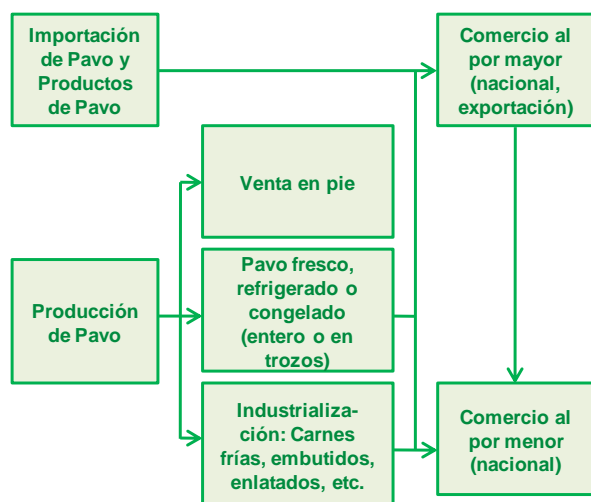 Importación
de Pavo y
Productos
de Pavo
Comercio al
por mayor
(nacional,
exportación)
Venta en pie
Producción
de Pavo
Pavo fresco,
refrigerado o
congelado
(entero o en
trozos)
Industrializa-
ción: Carnes
frías, embutidos,
enlatados, etc.
Comercio al
por menor
(nacional)